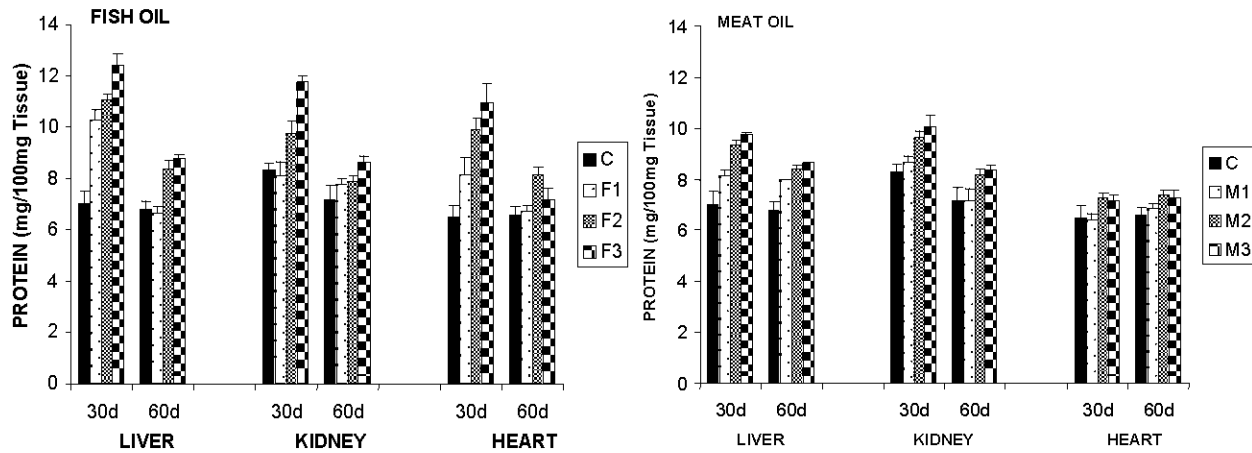 FISH OIL
PROTEIN (mg/100mg Tissue)
14
12
10
8
6
4
2
0
30d 60d 30d 60d 30d 60d
LIVER KIDNEY HEART
C
F1
F2
F3
MEAT OIL
PROTEIN (mg/100mg Tissue)
14
12
10
8
6
4
2
0
30d 60d 30d 60d 30d 60d
LIVER KIDNEY HEART
C
M1
M2
M3